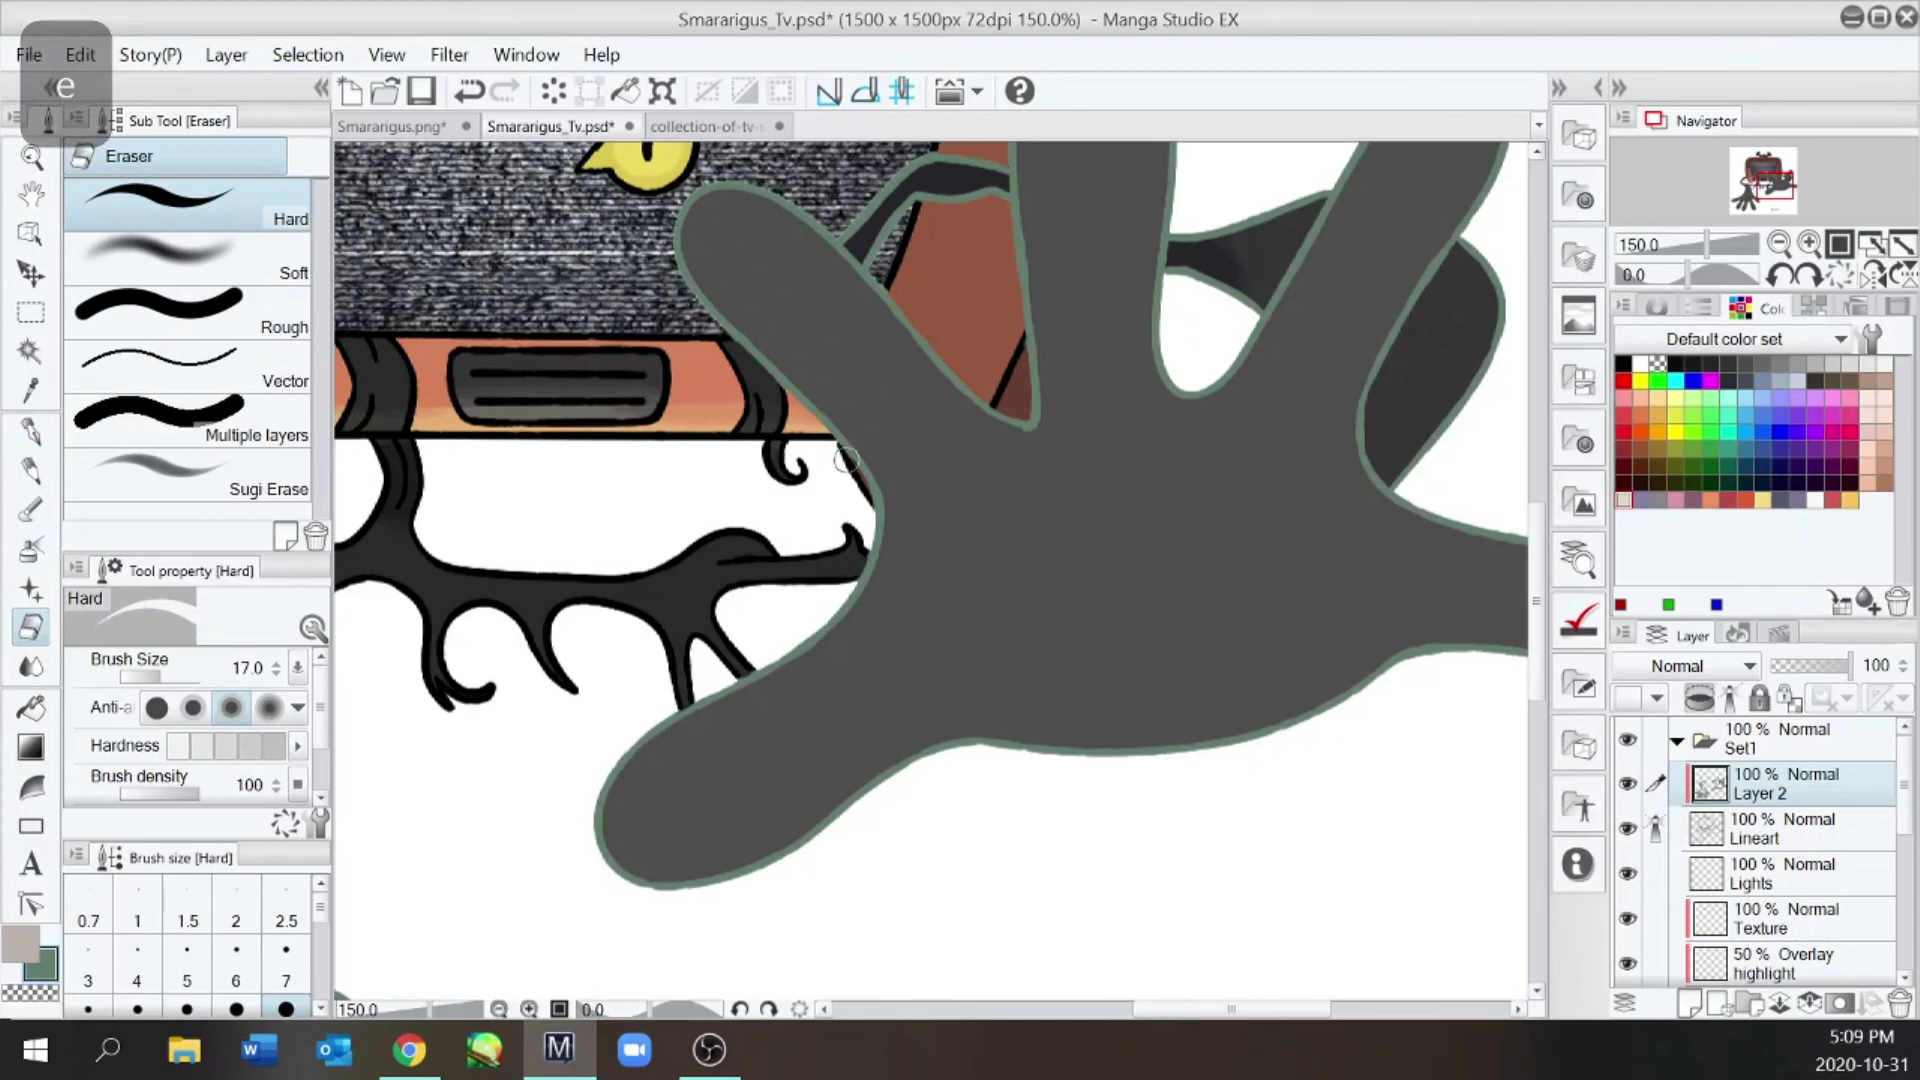 Smararigus_Tv.psd* (1500 x 1500px 72dpi 150.0%) - Manga Studio EX
File Edit Story(P) Layer Selection View Filter Window Help
e
Sub Tool [Eraser]
Smararigus.png*
Smararigus_Tv.psd*
collection-of-tv-
Navigator
Eraser
Hard
Soft
Rough
Vector
Multiple layers
Sugi Erase
150.0
0.0
Default color set
Tool property [Hard]
Hard
Brush Size 17.0
Anti-a
Hardness
Brush density 100
Layer
Normal 100
100 % Normal
Set1
100 % Normal
Layer 2
100 % Normal
Lineart
100 % Normal
Lights
100 % Normal
Texture
50 % Overlay
highlight
Brush size [Hard]
0.7 1 1.5 2 2.5
3 4 5 6 7
150.0
0.0
A
5:09 PM
2020-10-31